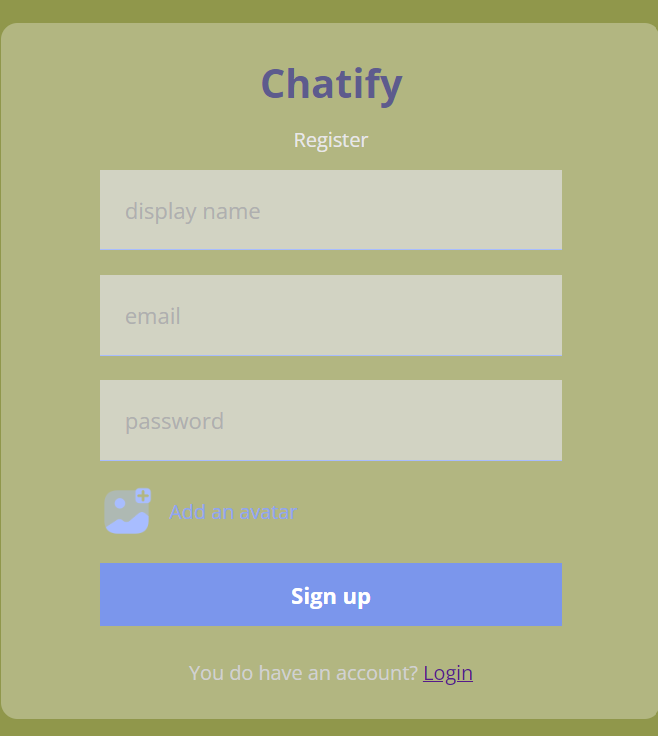 Chatify
Register
display name
email
password
Add an avatar
Sign up
You do have an account? Login